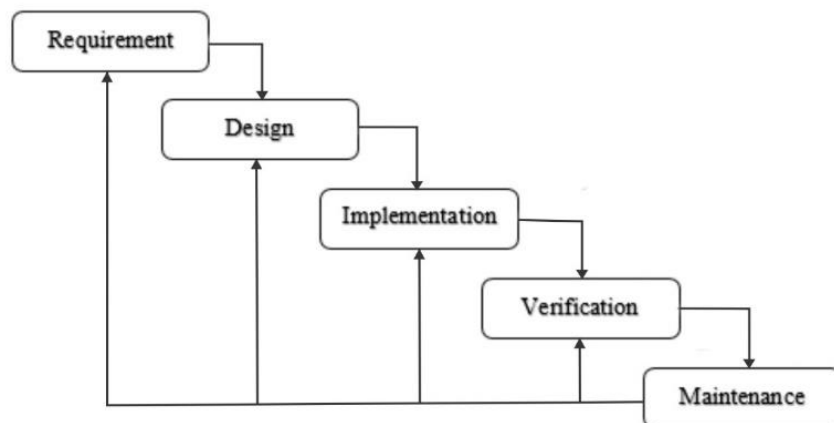 Requirement
Design
Implementation
Verification
Maintenance